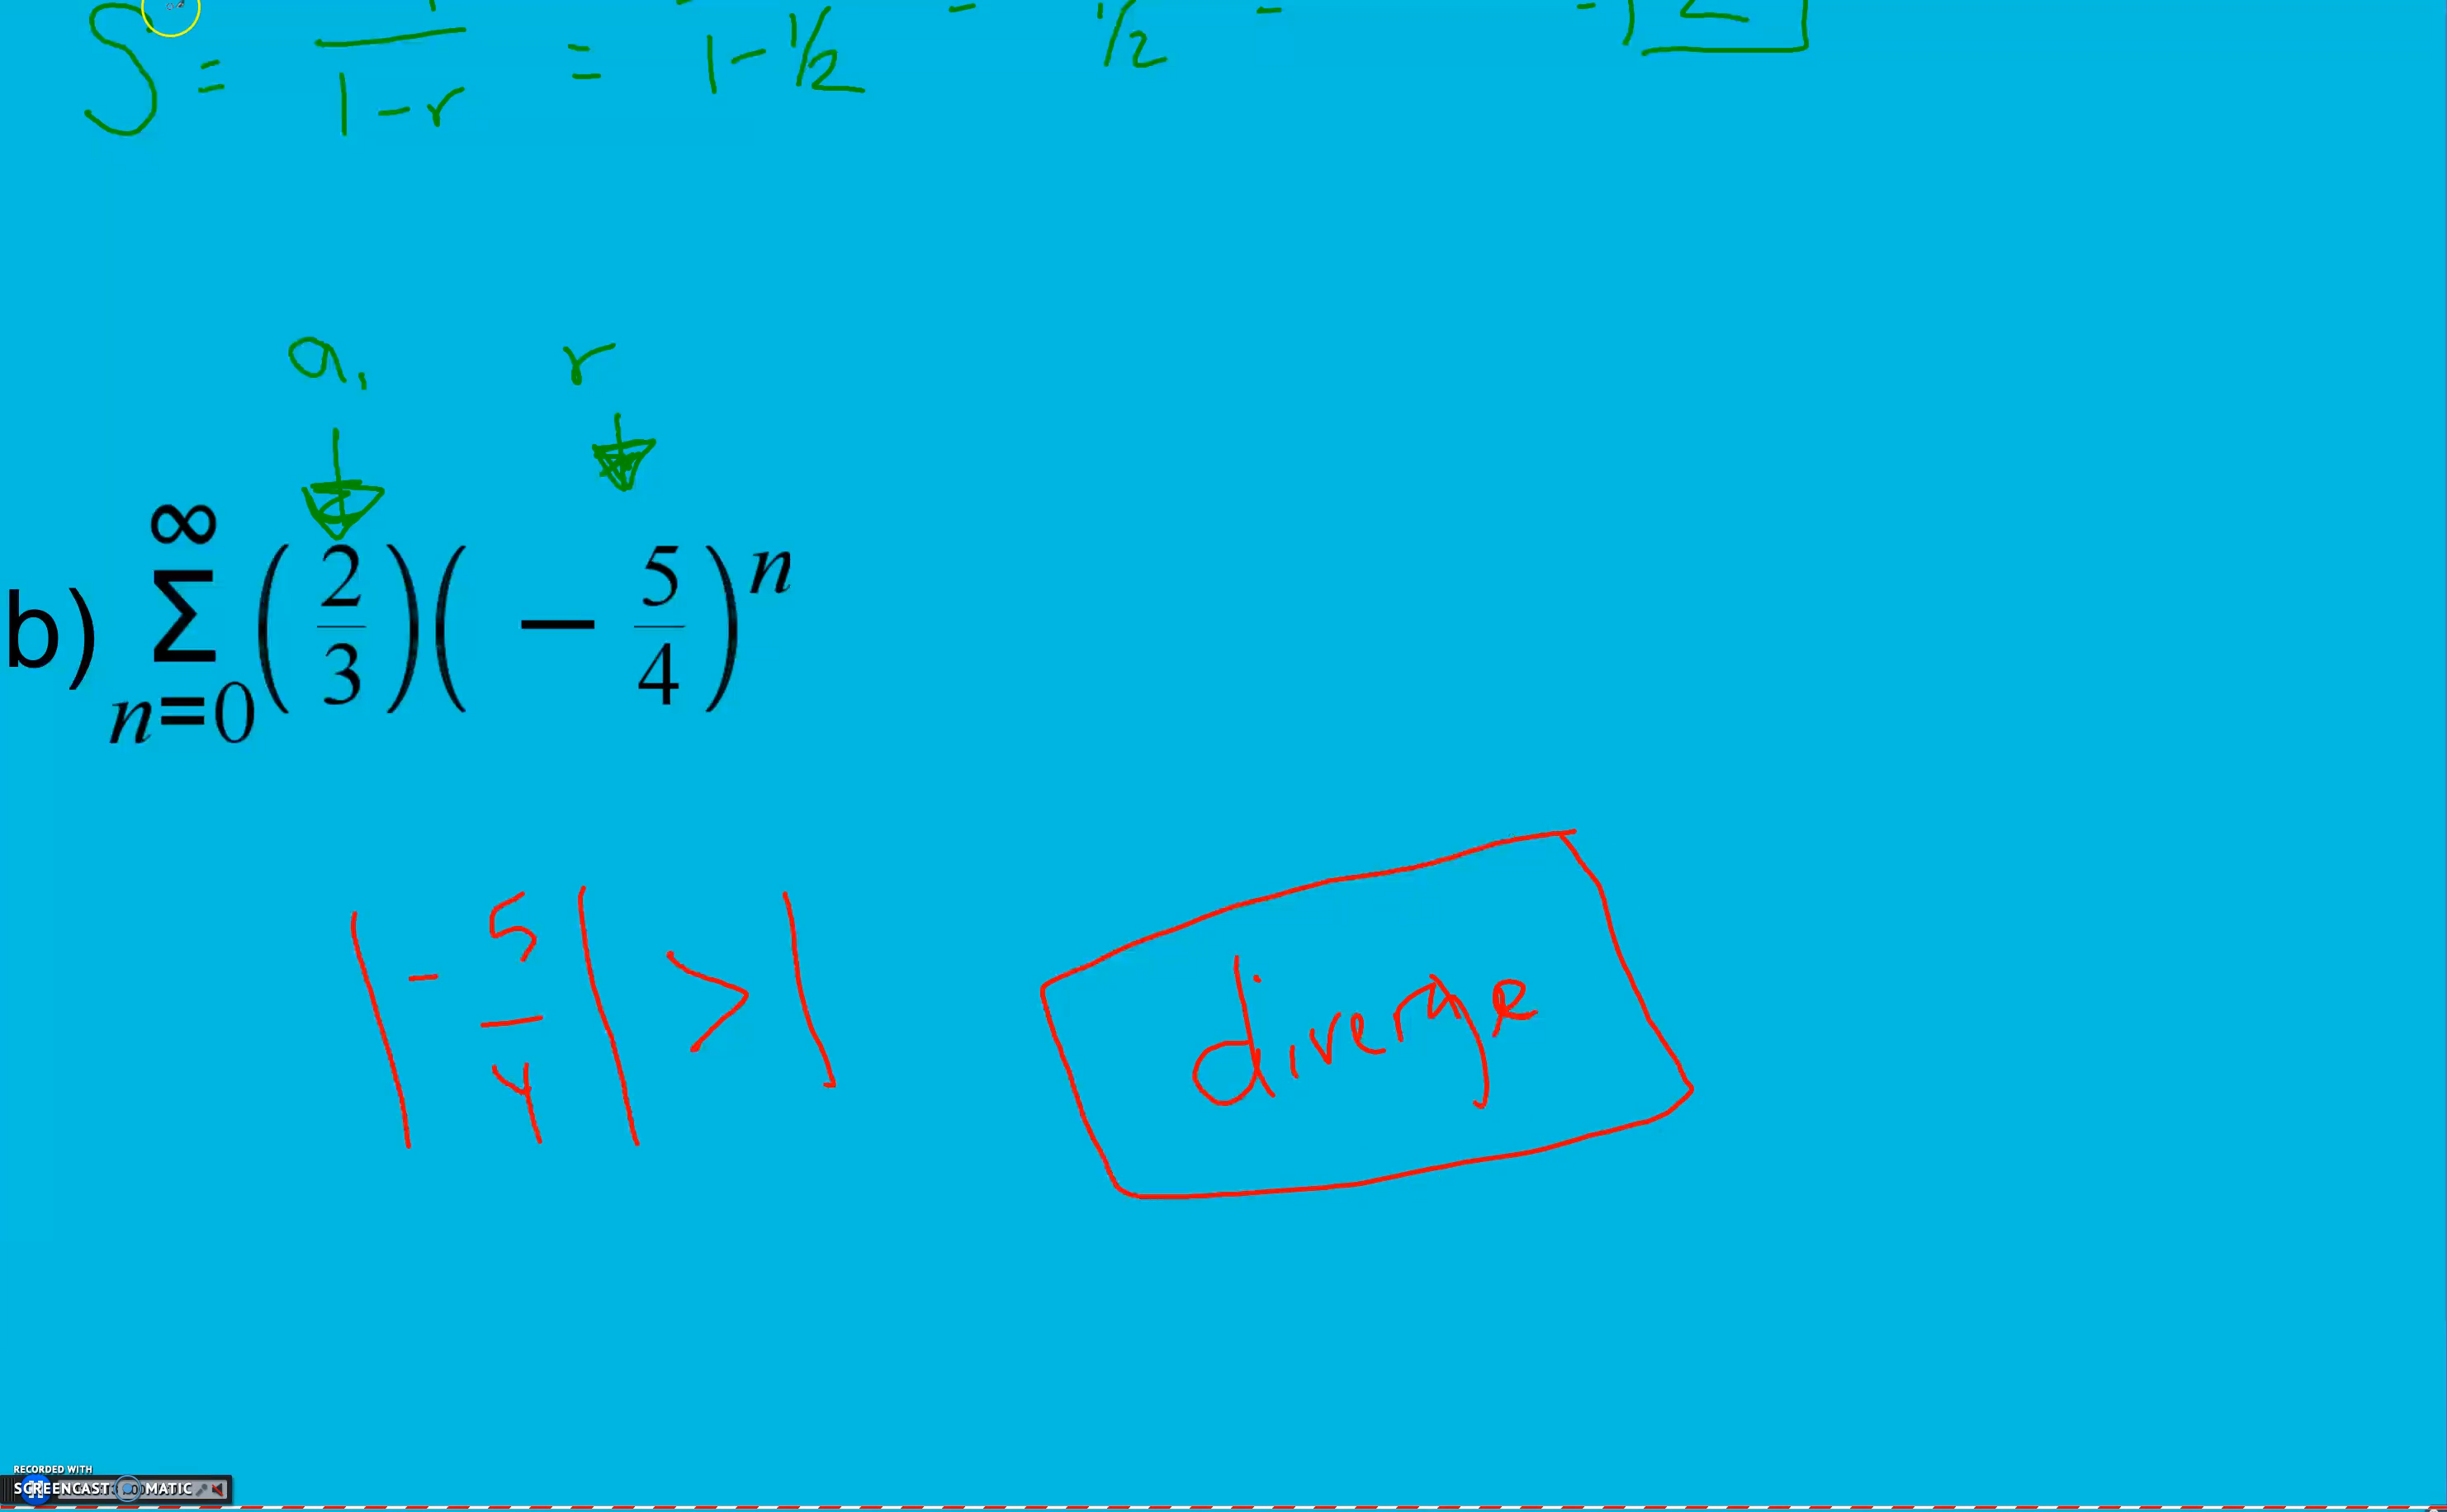 S = 1/(1-r) = 1-1/2 = 1/2 = 2
a₁ r
b) ∞ Σ n=0 (2/3)(− 5/4)ⁿ
|- 5/4| > 1 diverge
RECORDED WITH
SCREENCAST O MATIC